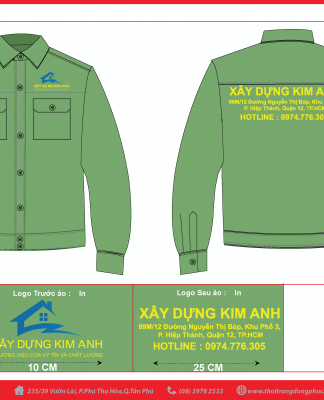 XÂY DỰNG KIM ANH
XÂY DỰNG KIM ANH
99M/12 Đường Nguyễn Thị Búp, Khu
P. Hiệp Thành, Quận 12, TP.HCM
HOTLINE : 0974.776.30
Logo Trước áo : In
XÂY DỰNG KIM ANH
ƯƠNG HIỆU CỦA UY TÍN VÀ CHẤT LƯỢNG
10 CM
Logo Sau áo : In
XÂY DỰNG KIM ANH
99M/12 Đường Nguyễn Thị Búp, Khu Phố 3,
P. Hiệp Thành, Quận 12, TP.HCM
HOTLINE : 0974.776.305
25 CM
235/39 Vườn Lài, P.Phú Thọ Hòa, Q.Tân Phú
(08) 3978 2533
www.thoitrangdongphuc